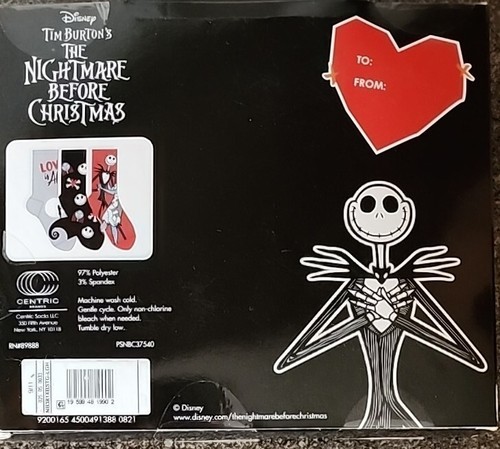 Disney
TIM BURTON'S
THE
NIGHTMARE
BEFORE
CHRISTMAS
TO:
FROM:
LOVE
CENTRIC
BRANDS
Centric Socks LLC
350 Fifth Avenue
New York, NY 10118
RN#89888
97% Polyester
3% Spandex
Machine wash cold.
Gentle cycle. Only non-chlorine
bleach when needed.
Tumble dry low.
PSNBC37540
9200165 4500491388 0821
© Disney
www.disney.com/thenightmarebeforechristmas